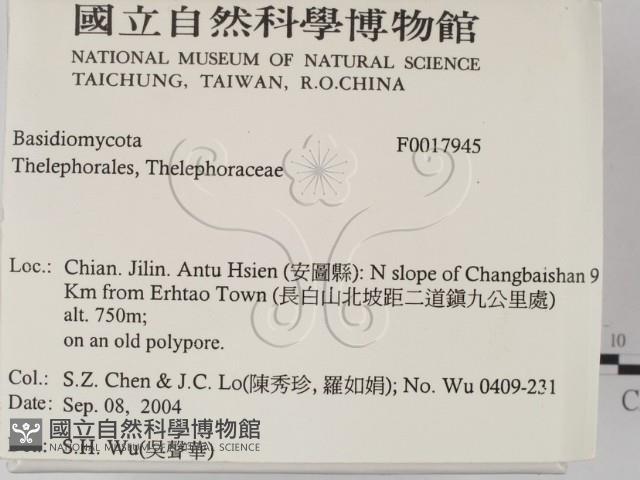 國立自然科學博物館
NATIONAL MUSEUM OF NATURAL SCIENCE
TAICHUNG, TAIWAN, R.O.CHINA
Basidiomycota F0017945
Thelephorales, Thelephoraceae
Loc.: Chian. Jilin. Antu Hsien (安圖縣): N slope of Changbaishan 9
Km from Erhtao Town (長白山北坡距二道鎮九公里處)
alt. 750m;
on an old polypore.
10
C
Col.: S.Z. Chen & J.C. Lo(陳秀珍, 羅如娟); No. Wu 0409-231
Date: Sep. 08, 2004
國立自然科學博物館
NATIONAL MUSEUM OF NATURAL SCIENCE
S.H. Wu(吳聲華)